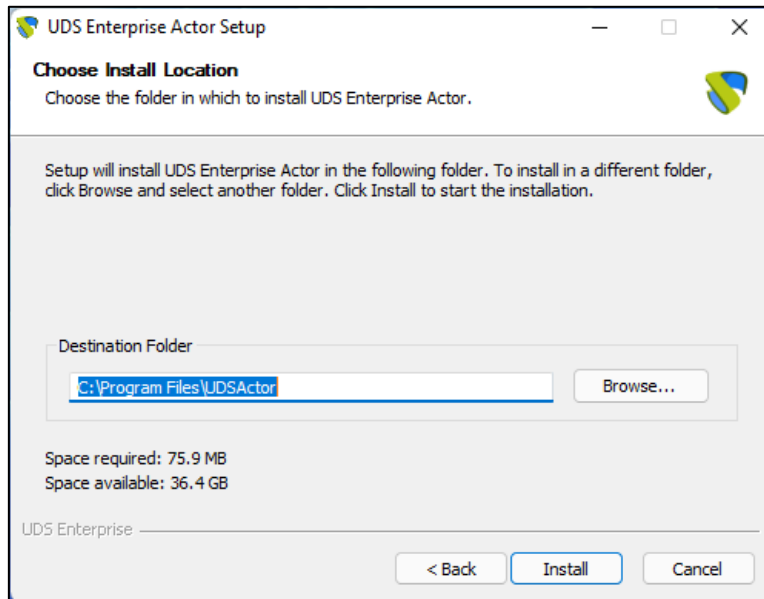 UDS Enterprise Actor Setup
Choose Install Location
Choose the folder in which to install UDS Enterprise Actor.
Setup will install UDS Enterprise Actor in the following folder. To install in a different folder,
click Browse and select another folder. Click Install to start the installation.
Destination Folder
C:\Program Files\UDSActor
Browse...
Space required: 75.9 MB
Space available: 36.4 GB
UDS Enterprise
< Back
Install
Cancel